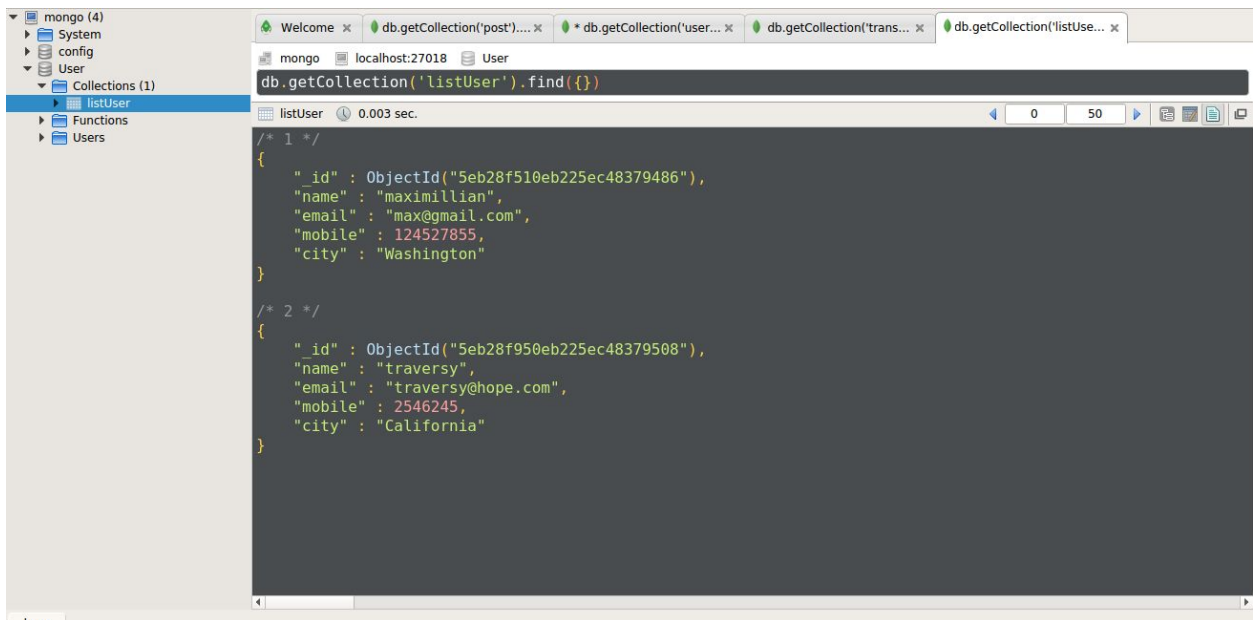 mongo (4)
System
config
User
Collections (1)
listUser
Functions
Users
Welcome
db.getCollection('post')....
* db.getCollection('user...
db.getCollection('trans...
db.getCollection('listUse...
mongo localhost:27018 User
db.getCollection('listUser').find({})
listUser 0.003 sec. 0 50
/* 1 */
{
"_id" : ObjectId("5eb28f510eb225ec48379486"),
"name" : "maximillian",
"email" : "max@gmail.com",
"mobile" : 124527855,
"city" : "Washington"
}
/* 2 */
{
"_id" : ObjectId("5eb28f950eb225ec48379508"),
"name" : "traversy",
"email" : "traversy@hope.com",
"mobile" : 2546245,
"city" : "California"
}